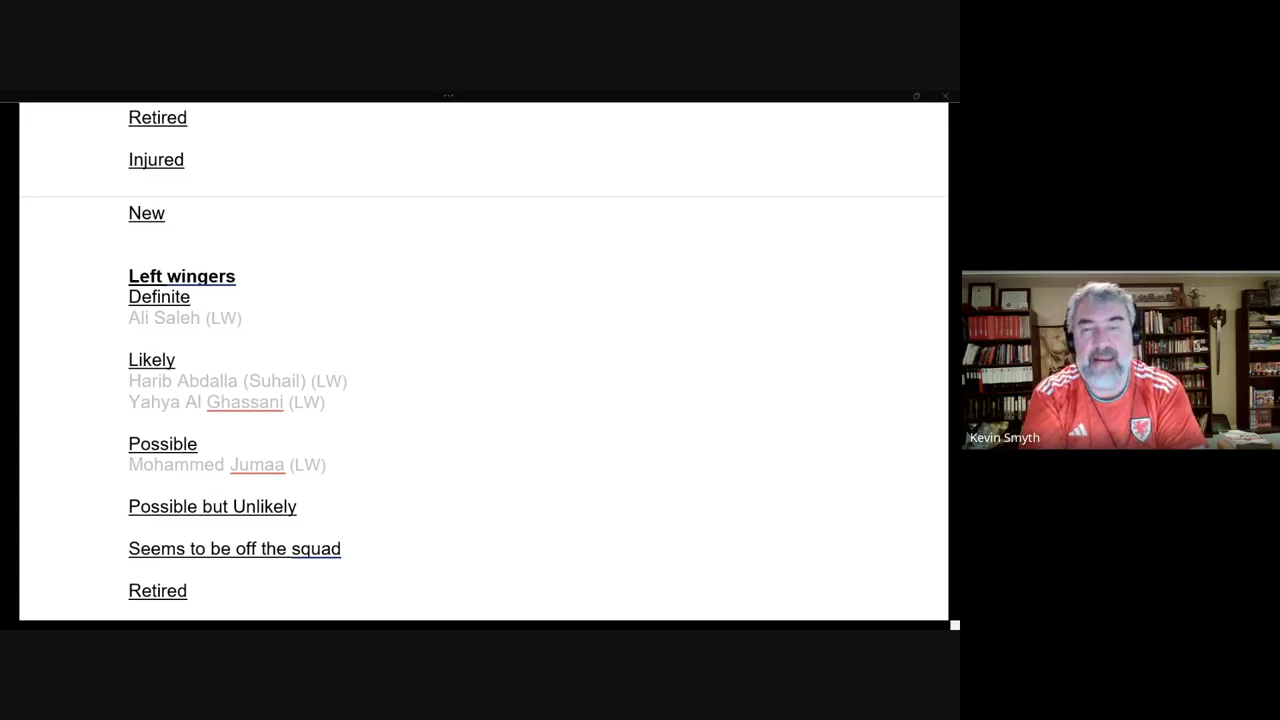 Retired
Injured
New
Left wingers
Definite
Ali Saleh (LW)
Likely
Harib Abdalla (Suhail) (LW)
Yahya Al Ghassani (LW)
Possible
Mohammed Jumaa (LW)
Possible but Unlikely
Seems to be off the squad
Retired
Kevin Smyth